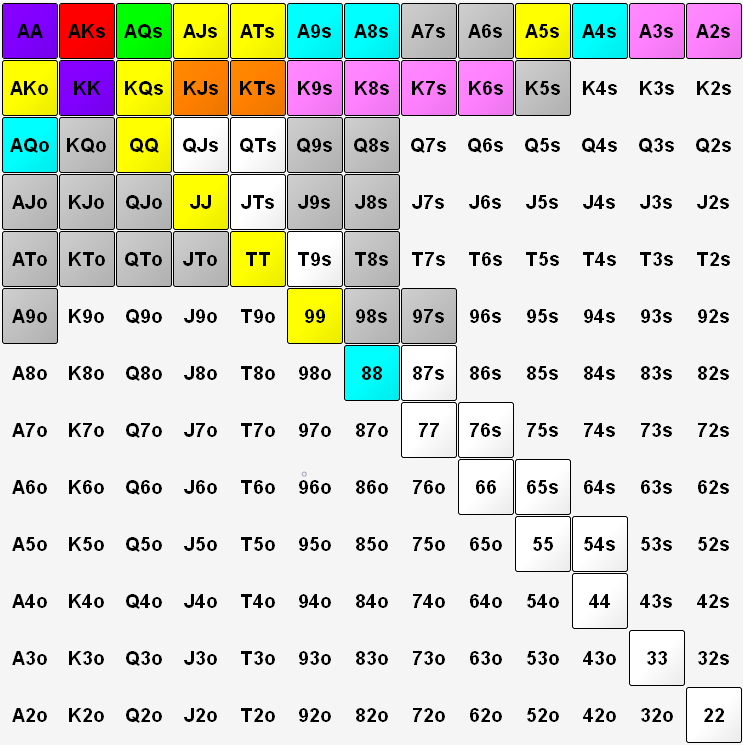 AA AKs AQs AJs ATs A9s A8s A7s A6s A5s A4s A3s A2s
AKo KK KQs KJs KTs K9s K8s K7s K6s K5s K4s K3s K2s
AQo KQo QQ QJs QTs Q9s Q8s Q7s Q6s Q5s Q4s Q3s Q2s
AJo KJo QJo JJ JTs J9s J8s J7s J6s J5s J4s J3s J2s
ATo KTo QTo JTo TT T9s T8s T7s T6s T5s T4s T3s T2s
A9o K9o Q9o J9o T9o 99 98s 97s 96s 95s 94s 93s 92s
A8o K8o Q8o J8o T8o 98o 88 87s 86s 85s 84s 83s 82s
A7o K7o Q7o J7o T7o 97o 87o 77 76s 75s 74s 73s 72s
A6o K6o Q6o J6o T6o 96o 86o 76o 66 65s 64s 63s 62s
A5o K5o Q5o J5o T5o 95o 85o 75o 65o 55 54s 53s 52s
A4o K4o Q4o J4o T4o 94o 84o 74o 64o 54o 44 43s 42s
A3o K3o Q3o J3o T3o 93o 83o 73o 63o 53o 43o 33 32s
A2o K2o Q2o J2o T2o 92o 82o 72o 62o 52o 42o 32o 22